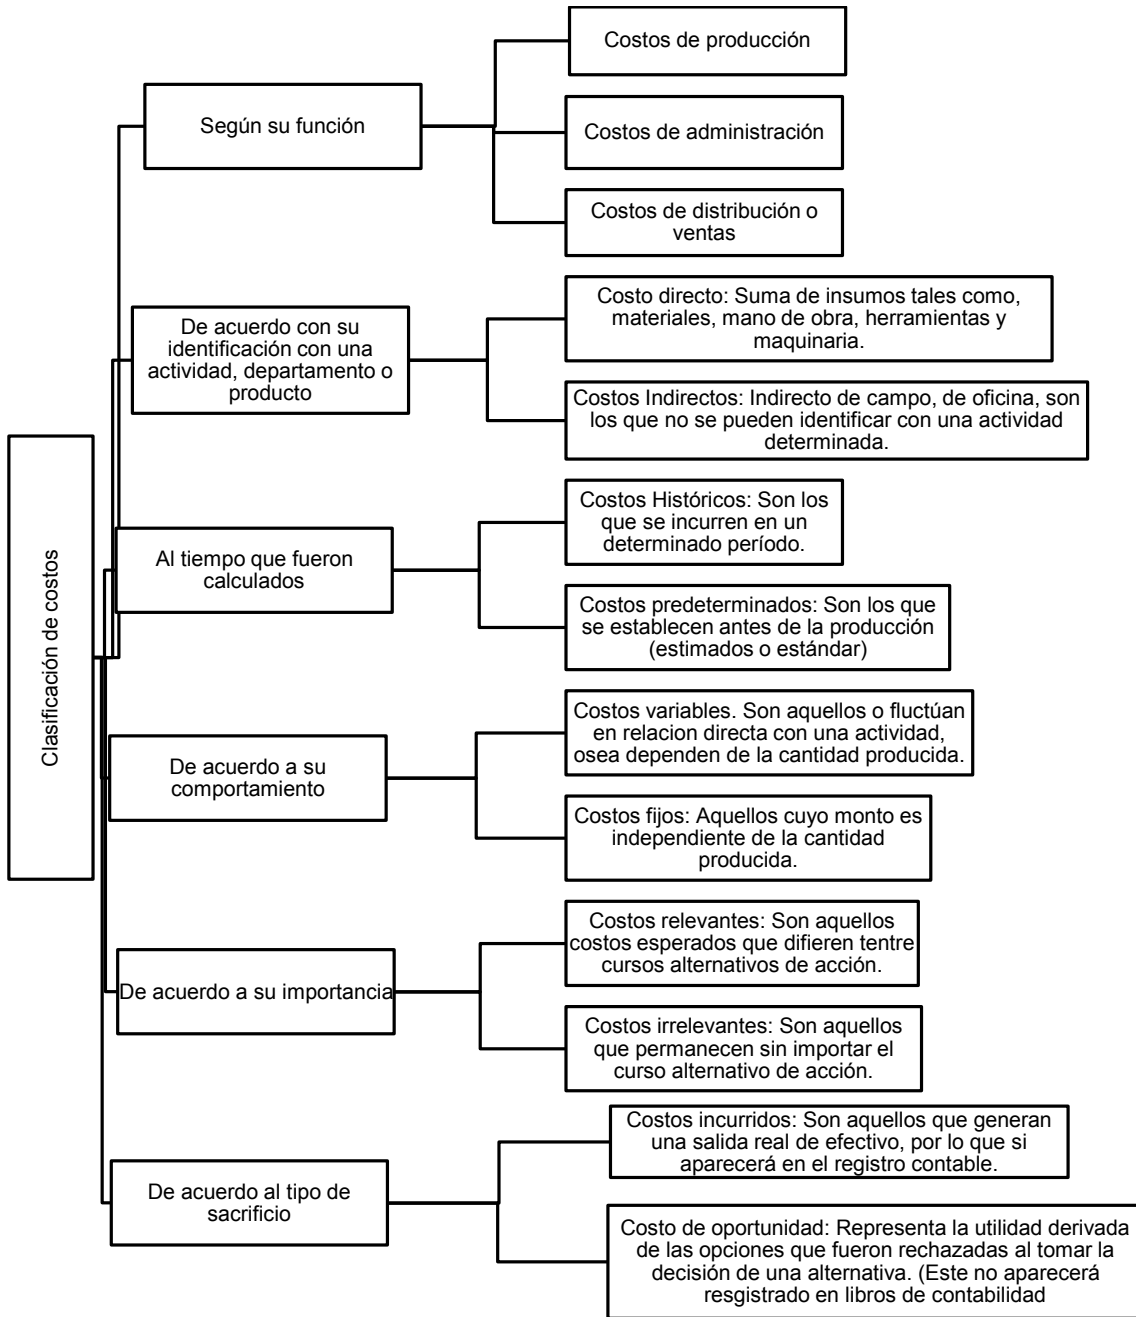 Clasificación de costos
Según su función
Costos de producción
Costos de administración
Costos de distribución o
ventas
De acuerdo con su
identificación con una
actividad, departamento o
producto
Costo directo: Suma de insumos tales como,
materiales, mano de obra, herramientas y
maquinaria.
Costos Indirectos: Indirecto de campo, de oficina, son
los que no se pueden identificar con una actividad
determinada.
Al tiempo que fueron
calculados
Costos Históricos: Son los
que se incurren en un
determinado período.
Costos predeterminados: Son los que
se establecen antes de la producción
(estimados o estándar)
De acuerdo a su
comportamiento
Costos variables. Son aquellos o fluctúan
en relacion directa con una actividad,
osea dependen de la cantidad producida.
Costos fijos: Aquellos cuyo monto es
independiente de la cantidad
producida.
De acuerdo a su importancia
Costos relevantes: Son aquellos
costos esperados que difieren tentre
cursos alternativos de acción.
Costos irrelevantes: Son aquellos
que permanecen sin importar el
curso alternativo de acción.
De acuerdo al tipo de
sacrificio
Costos incurridos: Son aquellos que generan
una salida real de efectivo, por lo que si
aparecerá en el registro contable.
Costo de oportunidad: Representa la utilidad derivada
de las opciones que fueron rechazadas al tomar la
decisión de una alternativa. (Este no aparecerá
resgistrado en libros de contabilidad